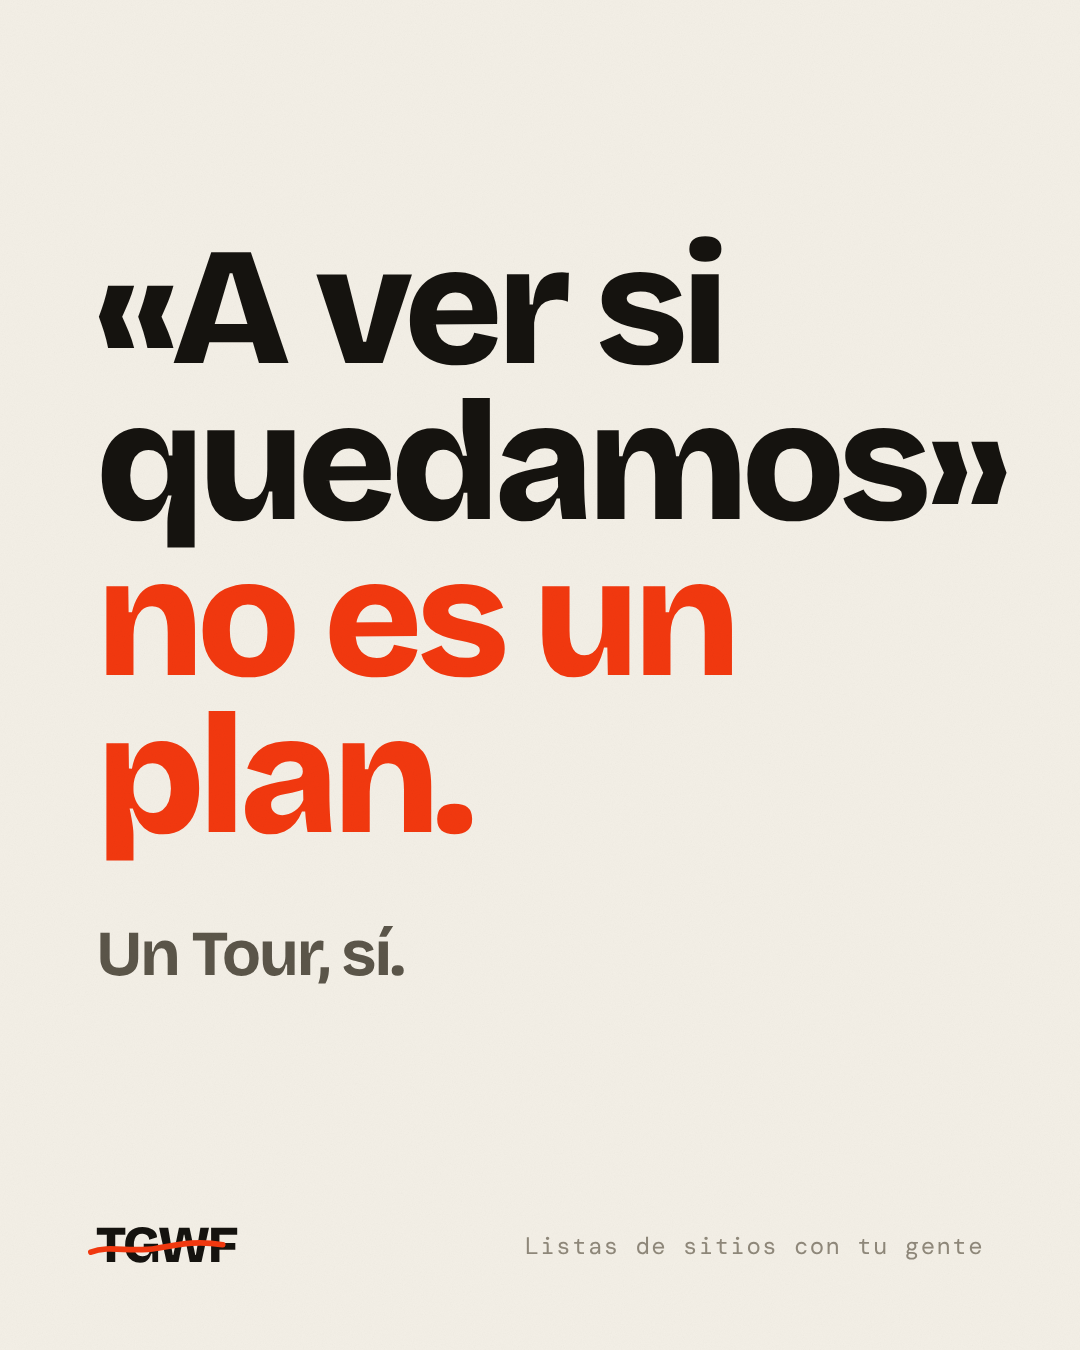 «A ver si
quedamos»
no es un
plan.
Un Tour, sí.
TGWF
Listas de sitios con tu gente